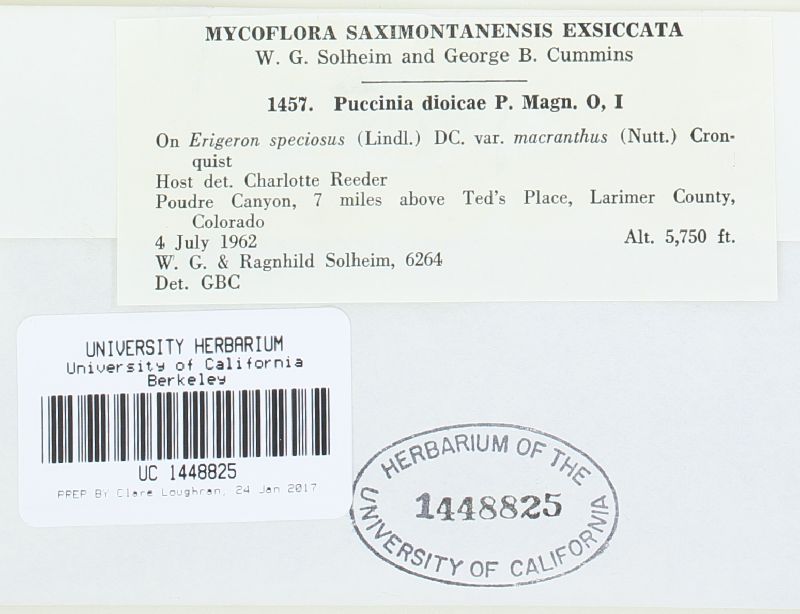 MYCOFLORA SAXIMONTANENSIS EXSICCATA
W. G. Solheim and George B. Cummins
1457. Puccinia dioicae P. Magn. O, I
On Erigeron speciosus (Lindl.) DC. var. macranthus (Nutt.) Cron-
quist
Host det. Charlotte Reeder
Poudre Canyon, 7 miles above Ted's Place, Larimer County,
Colorado
4 July 1962 Alt. 5,750 ft.
W. G. & Ragnhild Solheim, 6264
Det. GBC
UNIVERSITY HERBARIUM
University of California
Berkeley
UC 1448825
PREP BY Clare Loughran, 24 Jan 2017
HERBARIUM OF THE
1448825
UNIVERSITY OF CALIFORNIA